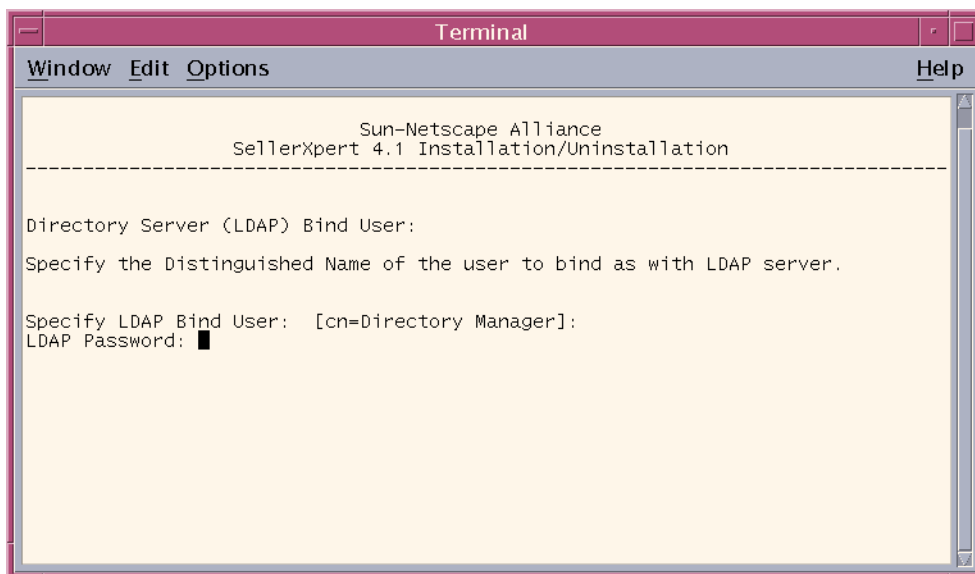 Terminal
Window Edit Options Help
Sun-Netscape Alliance
SellerXpert 4.1 Installation/Uninstallation
--------------------------------------------------------------------------------
Directory Server (LDAP) Bind User:
Specify the Distinguished Name of the user to bind as with LDAP server.
Specify LDAP Bind User:  [cn=Directory Manager]:
LDAP Password: